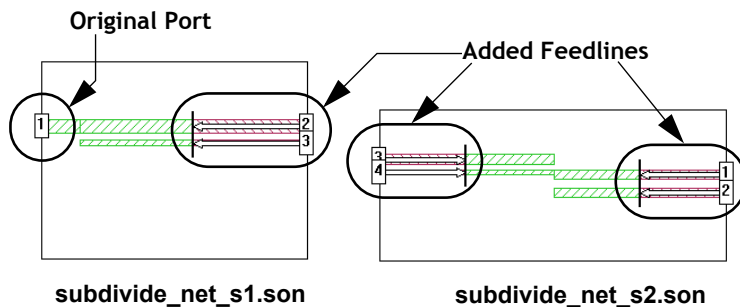 Original Port
Added Feedlines
1
2
3
3
4
1
2
subdivide_net_s1.son
subdivide_net_s2.son